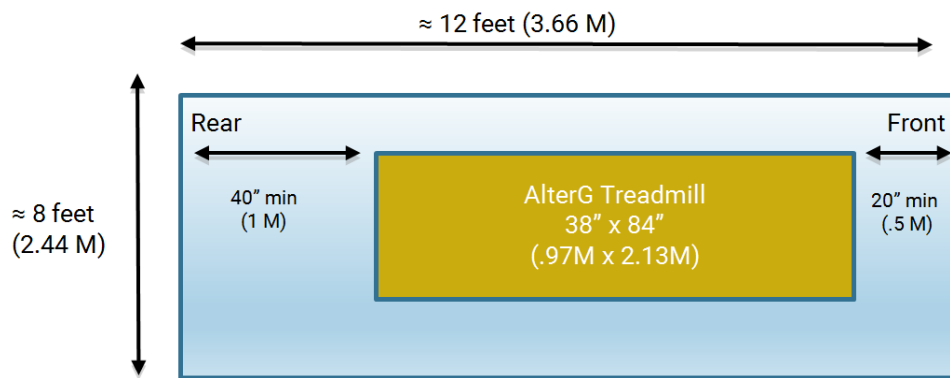 ≈ 12 feet (3.66 M)
Rear
Front
40” min
(1 M)
AlterG Treadmill
38” x 84”
(.97M x 2.13M)
20” min
(.5 M)
≈ 8 feet
(2.44 M)